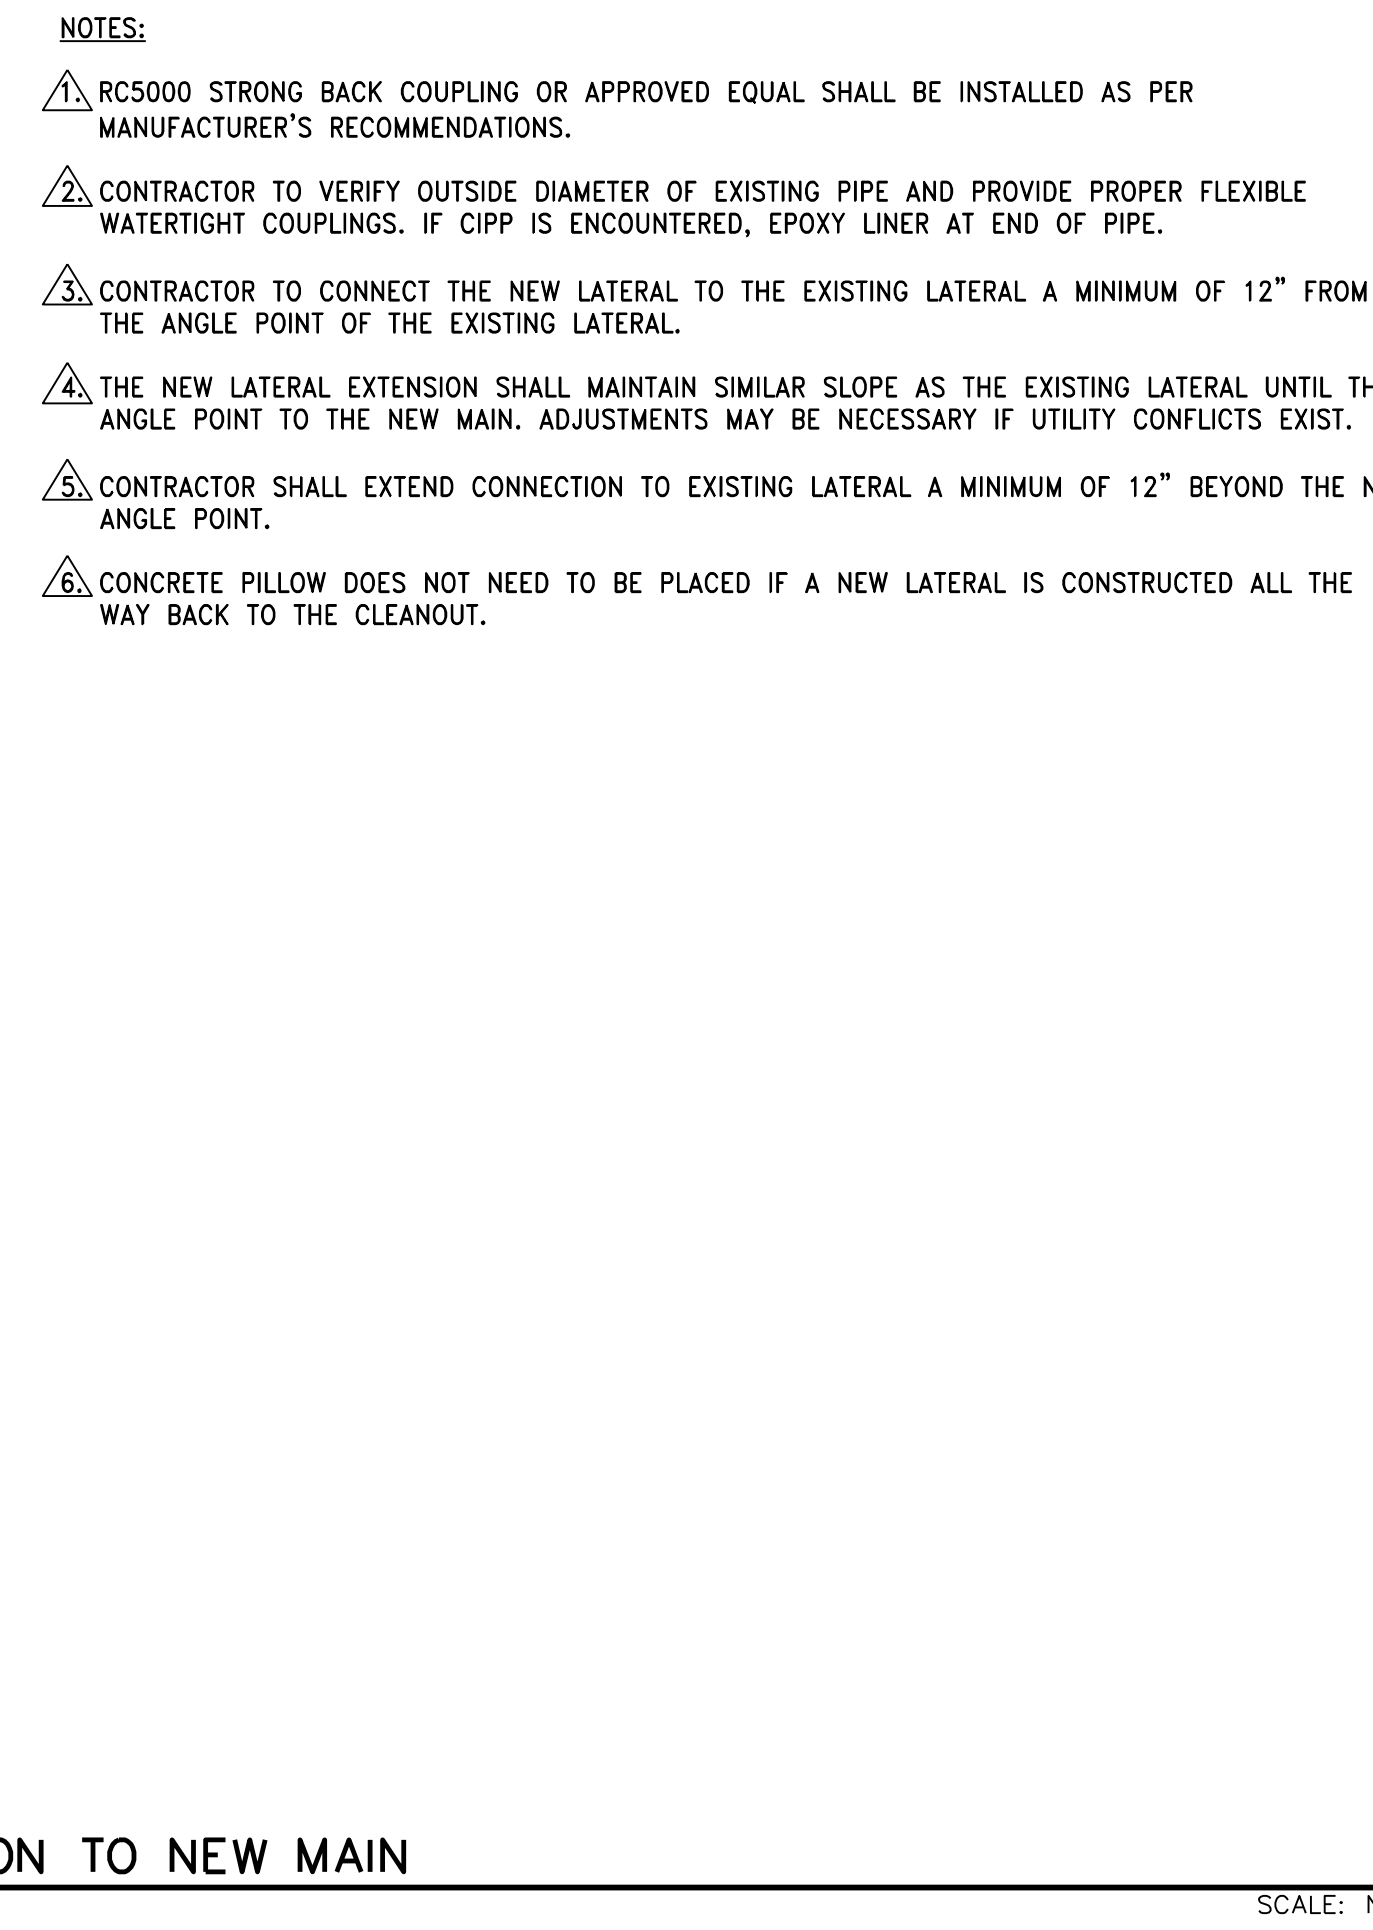 NOTES:
1. RC5000 STRONG BACK COUPLING OR APPROVED EQUAL SHALL BE INSTALLED AS PER
MANUFACTURER'S RECOMMENDATIONS.
2. CONTRACTOR TO VERIFY OUTSIDE DIAMETER OF EXISTING PIPE AND PROVIDE PROPER FLEXIBLE
WATERTIGHT COUPLINGS. IF CIPP IS ENCOUNTERED, EPOXY LINER AT END OF PIPE.
3. CONTRACTOR TO CONNECT THE NEW LATERAL TO THE EXISTING LATERAL A MINIMUM OF 12” FROM
THE ANGLE POINT OF THE EXISTING LATERAL.
4. THE NEW LATERAL EXTENSION SHALL MAINTAIN SIMILAR SLOPE AS THE EXISTING LATERAL UNTIL
ANGLE POINT TO THE NEW MAIN. ADJUSTMENTS MAY BE NECESSARY IF UTILITY CONFLICTS EXIST.
5. CONTRACTOR SHALL EXTEND CONNECTION TO EXISTING LATERAL A MINIMUM OF 12” BEYOND THE
ANGLE POINT.
6. CONCRETE PILLOW DOES NOT NEED TO BE PLACED IF A NEW LATERAL IS CONSTRUCTED ALL THE
WAY BACK TO THE CLEANOUT.
ON TO NEW MAIN
SCALE: